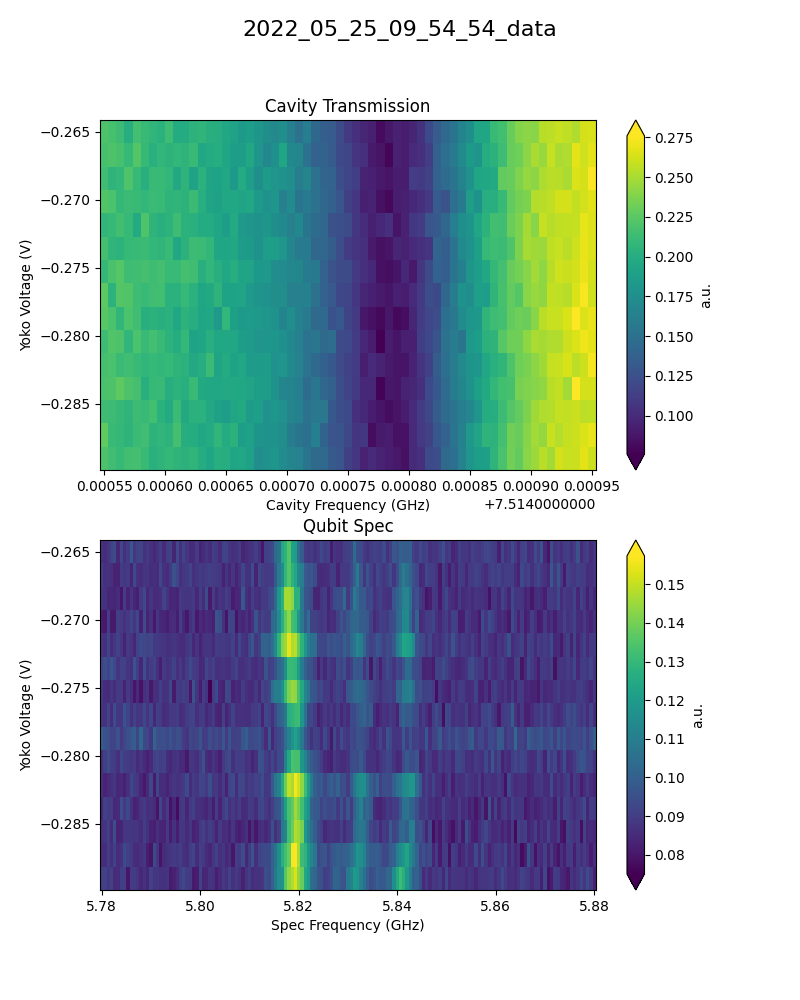 2022_05_25_09_54_54_data
Cavity Transmission
Yoko Voltage (V)
−0.265
−0.270
−0.275
−0.280
−0.285
0.00055 0.00060 0.00065 0.00070 0.00075 0.00080 0.00085 0.00090 0.00095
Cavity Frequency (GHz)
+7.5140000000
0.275
0.250
0.225
0.200
0.175
0.150
0.125
0.100
a.u.
Qubit Spec
Yoko Voltage (V)
−0.265
−0.270
−0.275
−0.280
−0.285
5.78 5.80 5.82 5.84 5.86 5.88
Spec Frequency (GHz)
0.15
0.14
0.13
0.12
0.11
0.10
0.09
0.08
a.u.